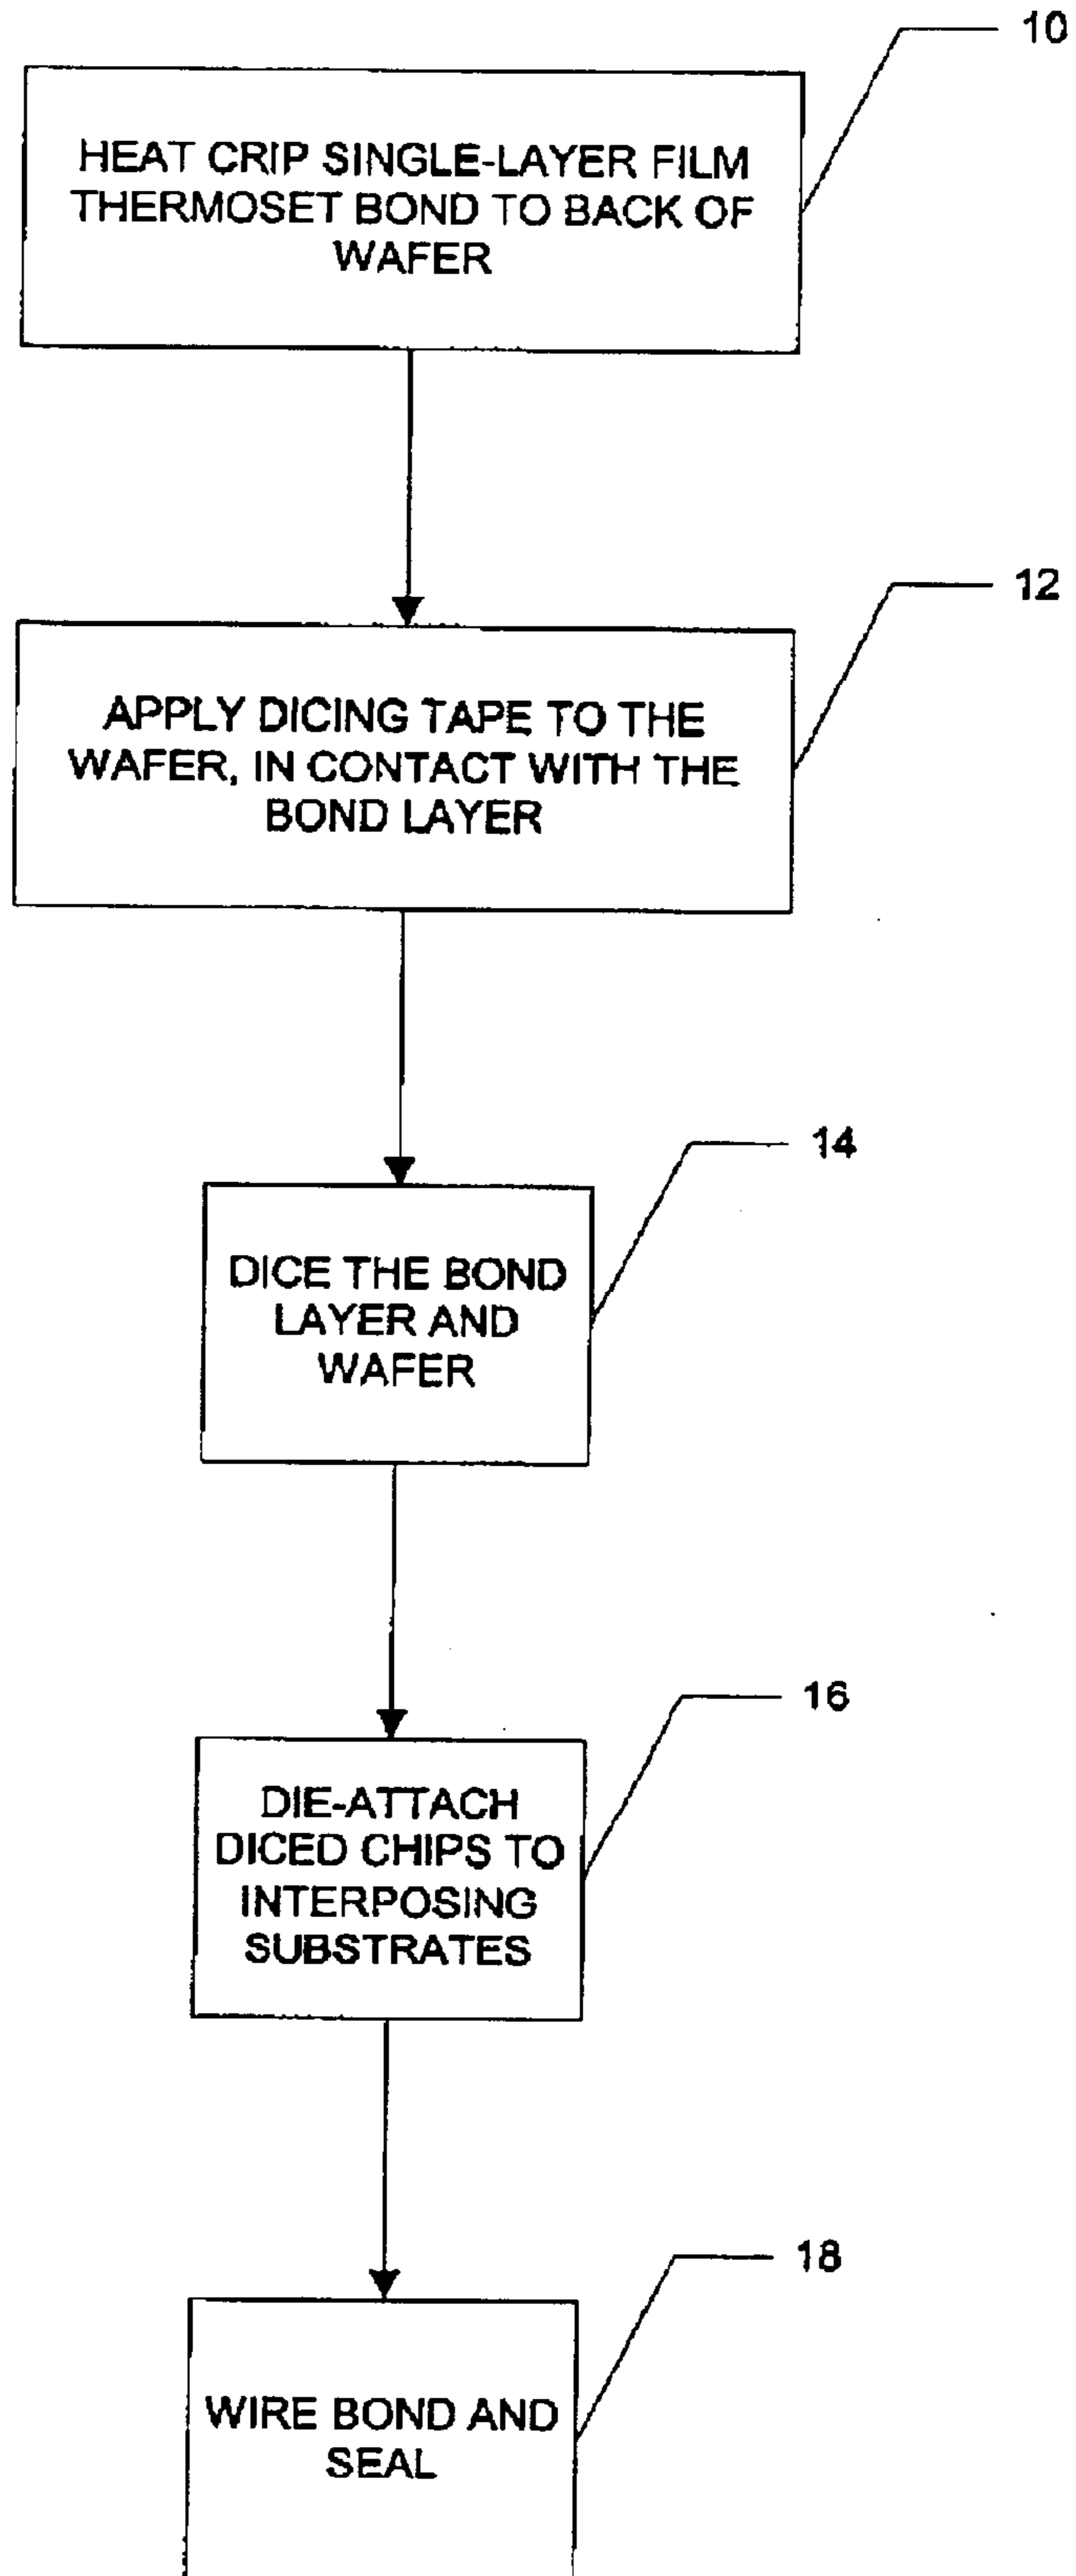 10
HEAT CRIP SINGLE-LAYER FILM
THERMOSET BOND TO BACK OF
WAFER
12
APPLY DICING TAPE TO THE
WAFER, IN CONTACT WITH THE
BOND LAYER
14
DICE THE BOND
LAYER AND
WAFER
16
DIE-ATTACH
DICED CHIPS TO
INTERPOSING
SUBSTRATES
18
WIRE BOND AND
SEAL